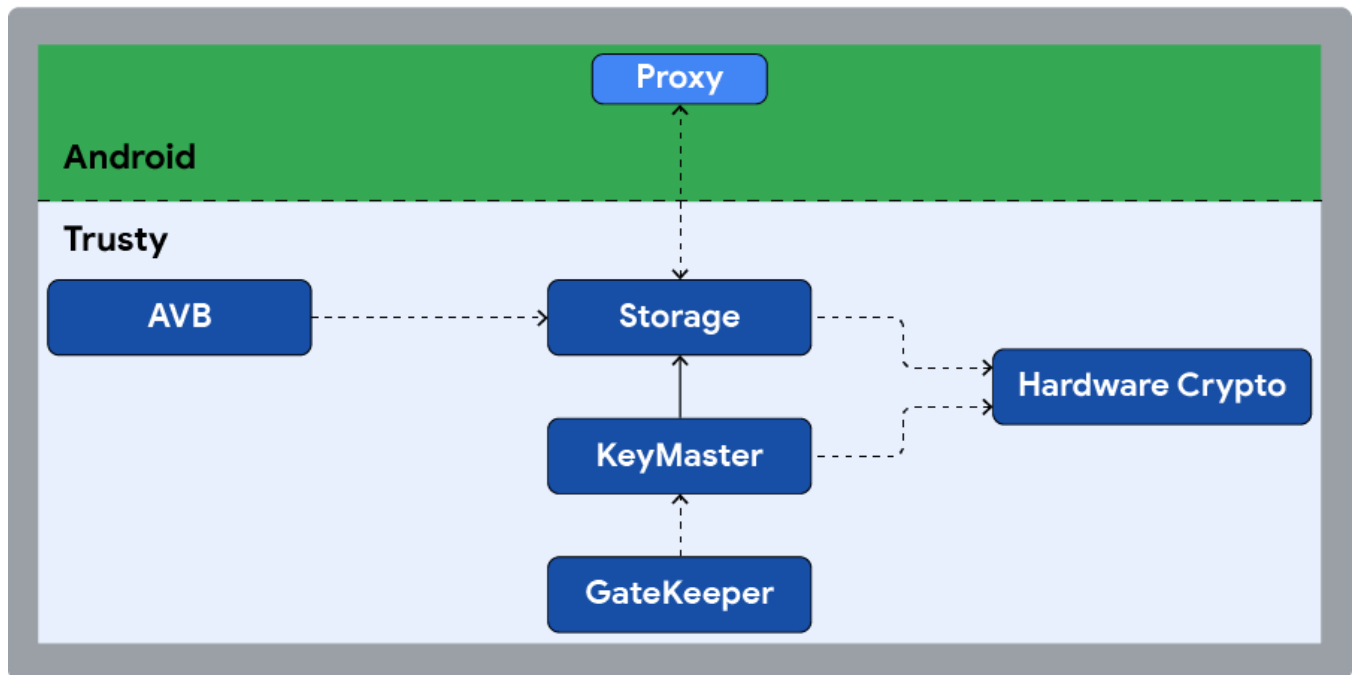 Proxy
Android
Trusty
AVB
Storage
Hardware Crypto
KeyMaster
GateKeeper